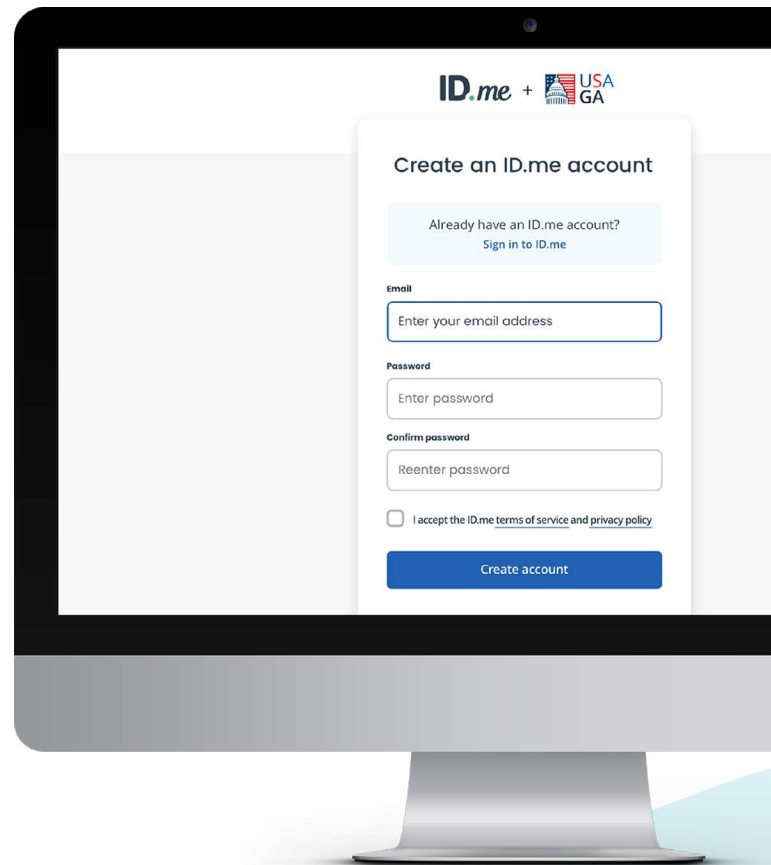 ID.me + USA
GA
Create an ID.me account
Already have an ID.me account?
Sign in to ID.me
Email
Enter your email address
Password
Enter password
Confirm password
Reenter password
I accept the ID.me terms of service and privacy policy
Create account